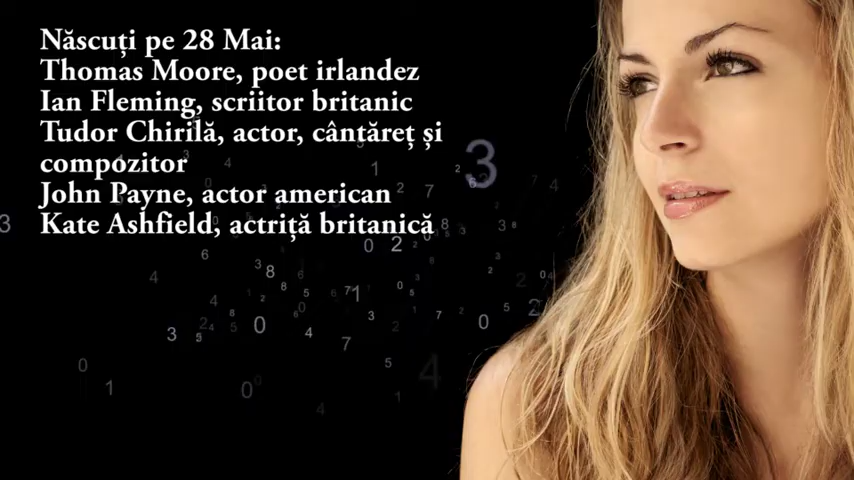 Născuți pe 28 Mai:
Thomas Moore, poet irlandez
Ian Fleming, scriitor britanic
Tudor Chirilă, actor, cântăreț și
compozitor
John Payne, actor american
Kate Ashfield, actriță britanică